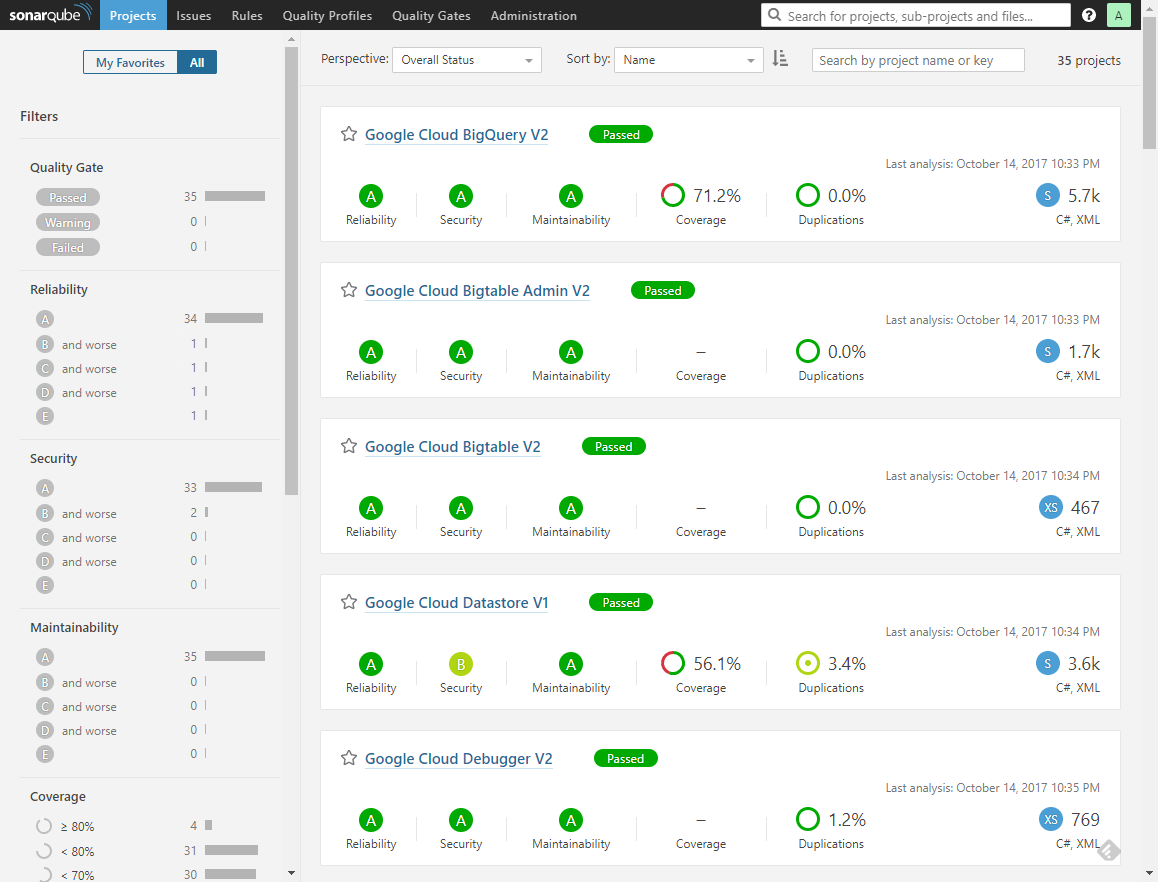 sonarqube Projects Issues Rules Quality Profiles Quality Gates Administration Search for projects, sub-projects and files... ? A
My Favorites All
Filters
Quality Gate
Passed 35
Warning 0
Failed 0
Reliability
A 34
B and worse 1
C and worse 1
D and worse 1
E 1
Security
A 33
B and worse 2
C and worse 0
D and worse 0
E 0
Maintainability
A 35
B and worse 0
C and worse 0
D and worse 0
E 0
Coverage
≥ 80% 4
< 80% 31
< 70% 30
Perspective: Overall Status Sort by: Name Search by project name or key 35 projects
Google Cloud BigQuery V2 Passed
Last analysis: October 14, 2017 10:33 PM
A A A 71.2% 0.0% S 5.7k
Reliability Security Maintainability Coverage Duplications C#, XML
Google Cloud Bigtable Admin V2 Passed
Last analysis: October 14, 2017 10:33 PM
A A A – 0.0% S 1.7k
Reliability Security Maintainability Coverage Duplications C#, XML
Google Cloud Bigtable V2 Passed
Last analysis: October 14, 2017 10:34 PM
A A A – 0.0% XS 467
Reliability Security Maintainability Coverage Duplications C#, XML
Google Cloud Datastore V1 Passed
Last analysis: October 14, 2017 10:34 PM
A B A 56.1% 3.4% S 3.6k
Reliability Security Maintainability Coverage Duplications C#, XML
Google Cloud Debugger V2 Passed
Last analysis: October 14, 2017 10:35 PM
A A A – 1.2% XS 769
Reliability Security Maintainability Coverage Duplications C#, XML